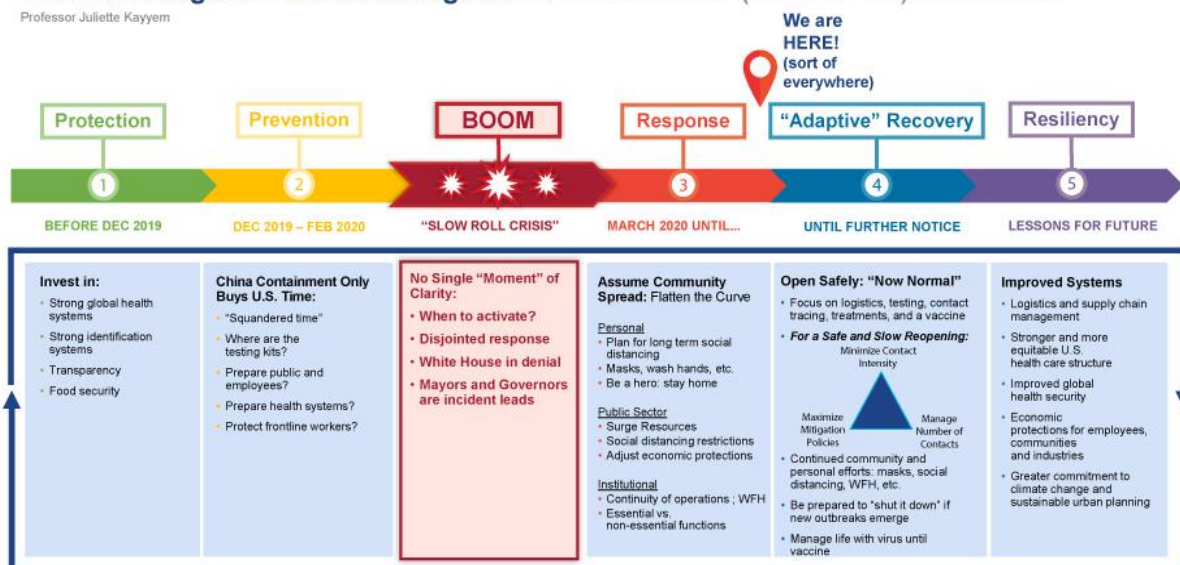 Professor Juliette Kayyem
We are
HERE!
(sort of
everywhere)
Protection
Prevention
BOOM
Response
"Adaptive" Recovery
Resiliency
1
2
3
4
5
BEFORE DEC 2019
DEC 2019 – FEB 2020
"SLOW ROLL CRISIS"
MARCH 2020 UNTIL...
UNTIL FURTHER NOTICE
LESSONS FOR FUTURE
Invest in:
• Strong global health
systems
• Strong identification
systems
• Transparency
• Food security
China Containment Only
Buys U.S. Time:
• "Squandered time"
• Where are the
testing kits?
• Prepare public and
employees?
• Prepare health systems?
• Protect frontline workers?
No Single "Moment" of
Clarity:
• When to activate?
• Disjointed response
• White House in denial
• Mayors and Governors
are incident leads
Assume Community
Spread: Flatten the Curve
Personal
• Plan for long term social
distancing
• Masks, wash hands, etc.
• Be a hero: stay home
Public Sector
• Surge Resources
• Social distancing restrictions
• Adjust economic protections
Institutional
• Continuity of operations ; WFH
• Essential vs.
non-essential functions
Open Safely: "Now Normal"
• Focus on logistics, testing, contact
tracing, treatments, and a vaccine
• For a Safe and Slow Reopening:
Minimize Contact
Intensity
Maximize
Mitigation
Policies
Manage
Number of
Contacts
• Continued community and
personal efforts: masks, social
distancing, WFH, etc.
• Be prepared to "shut it down" if
new outbreaks emerge
• Manage life with virus until
vaccine
Improved Systems
• Logistics and supply chain
management
• Stronger and more
equitable U.S.
health care structure
• Improved global
health security
• Economic
protections for employees,
communities
and industries
• Greater commitment to
climate change and
sustainable urban planning